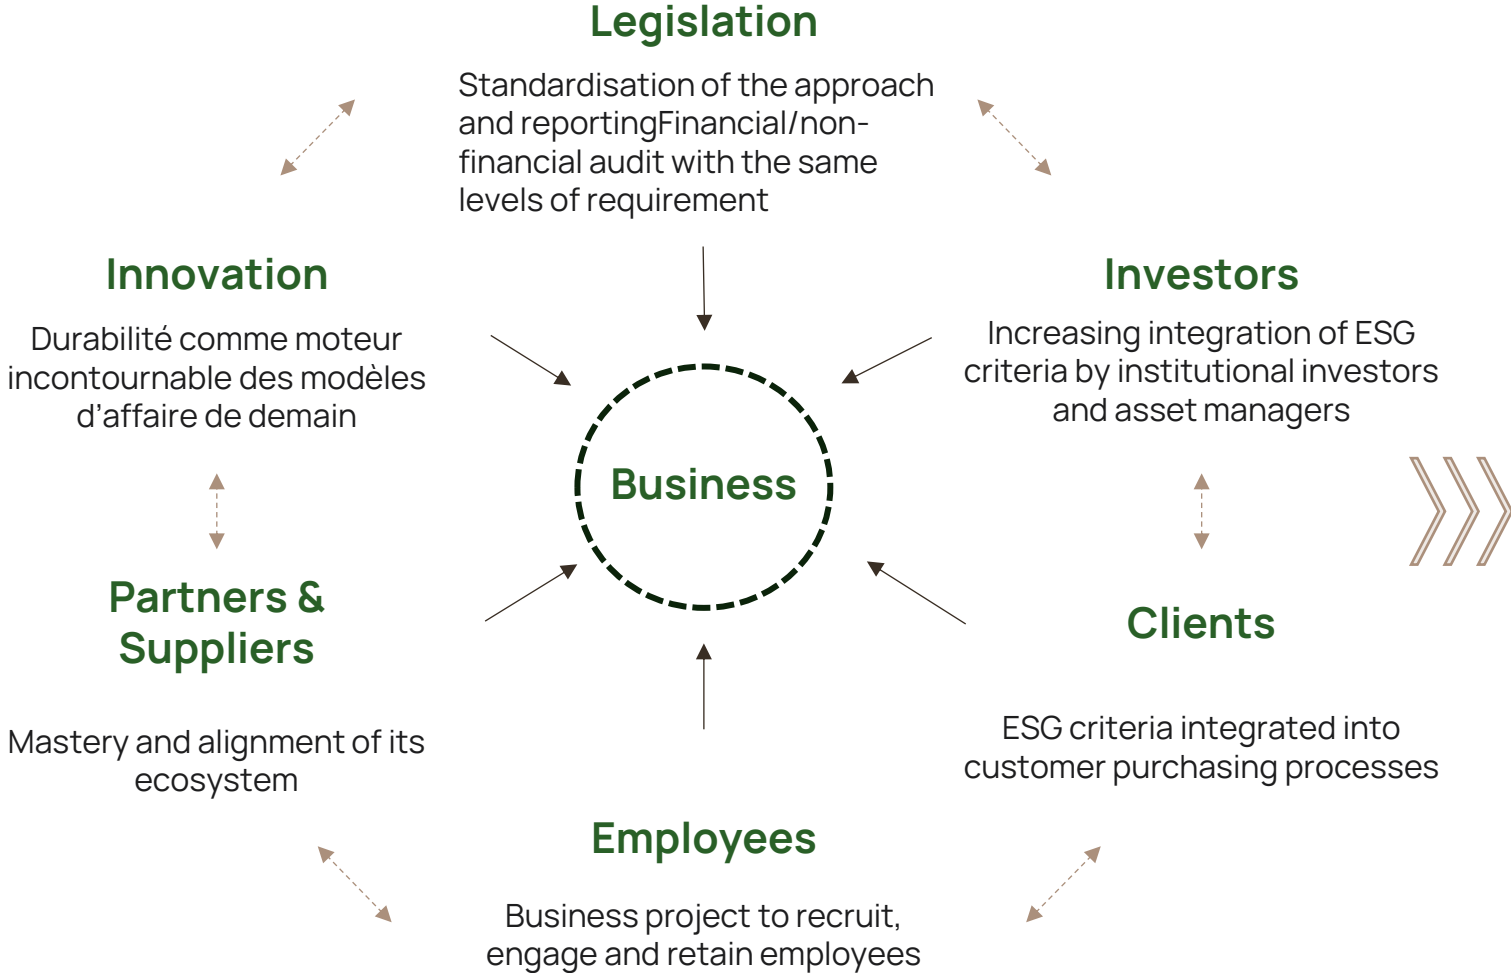 Legislation
Standardisation of the approach
and reportingFinancial/non-
financial audit with the same
levels of requirement
Innovation
Durabilité comme moteur
incontournable des modèles
d’affaire de demain
Investors
Increasing integration of ESG
criteria by institutional investors
and asset managers
Business
Partners &
Suppliers
Mastery and alignment of its
ecosystem
Clients
ESG criteria integrated into
customer purchasing processes
Employees
Business project to recruit,
engage and retain employees